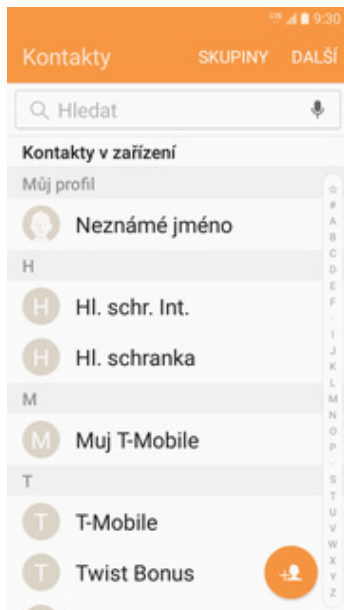 LTE 9:30
Kontakty SKUPINY DALŠÍ
Hledat
Kontakty v zařízení
Můj profil
Neznámé jméno
H
H Hl. schr. Int.
H Hl. schranka
M
M Muj T-Mobile
T
T T-Mobile
T Twist Bonus
#
A
B
C
D
E
F
.
I
J
K
L
M
N
O
P
.
S
T
U
V
W
X
Y
Z